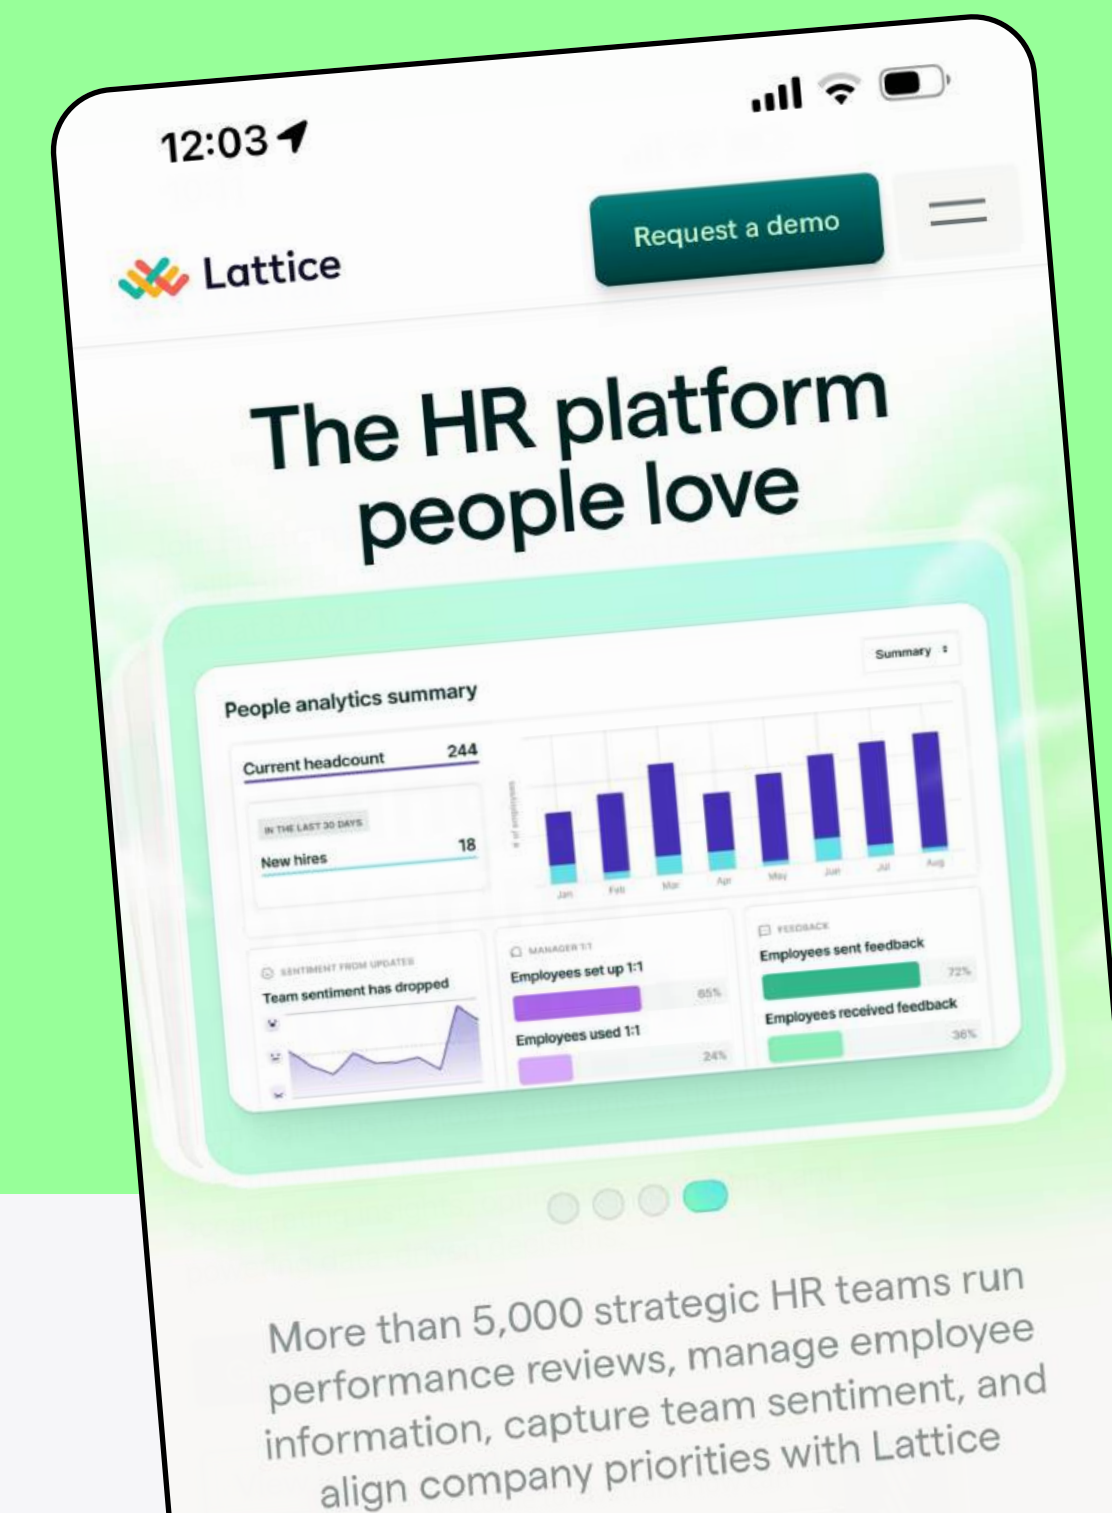 12:03
Lattice
Request a demo
The HR platform
people love
People analytics summary
Summary
Current headcount 244
IN THE LAST 30 DAYS
New hires 18
# of employees
Jan Feb Mar Apr May Jun Jul Aug
SENTIMENT FROM UPDATES
Team sentiment has dropped
MANAGER 1:1
Employees set up 1:1
65%
Employees used 1:1
24%
FEEDBACK
Employees sent feedback
72%
Employees received feedback
36%
More than 5,000 strategic HR teams run
performance reviews, manage employee
information, capture team sentiment, and
align company priorities with Lattice